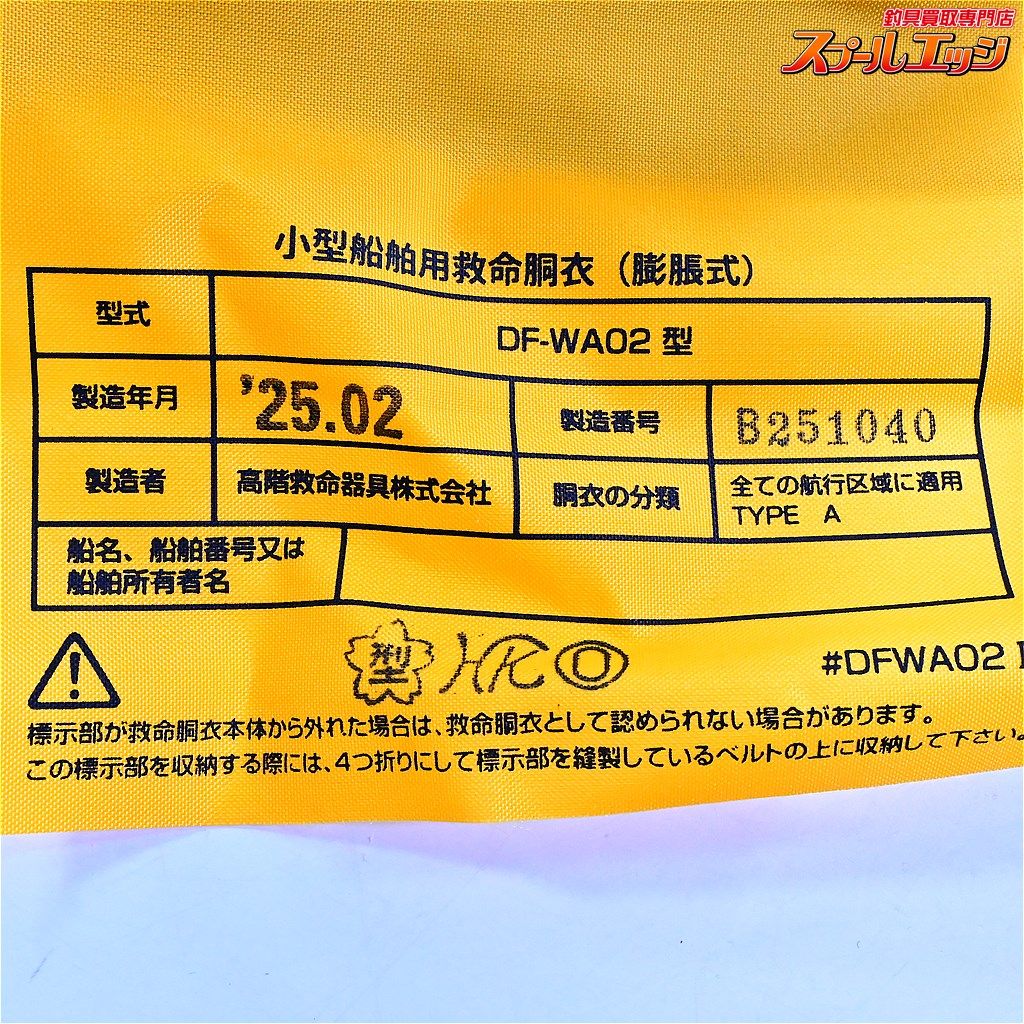 釣具買取専門店
スプールエッジ
小型船舶用救命胴衣（膨脹式）
型式 DF-WA02 型
製造年月 '25.02 製造番号 B251040
製造者 高階救命器具株式会社 胴衣の分類 全ての航行区域に適用
TYPE A
船名、船舶番号又は
船舶所有者名
型 HK
#DFWA02
標示部が救命胴衣本体から外れた場合は、救命胴衣として認められない場合があります。
この標示部を収納する際には、4つ折りにして標示部を縫製しているベルトの上に収納して下さい